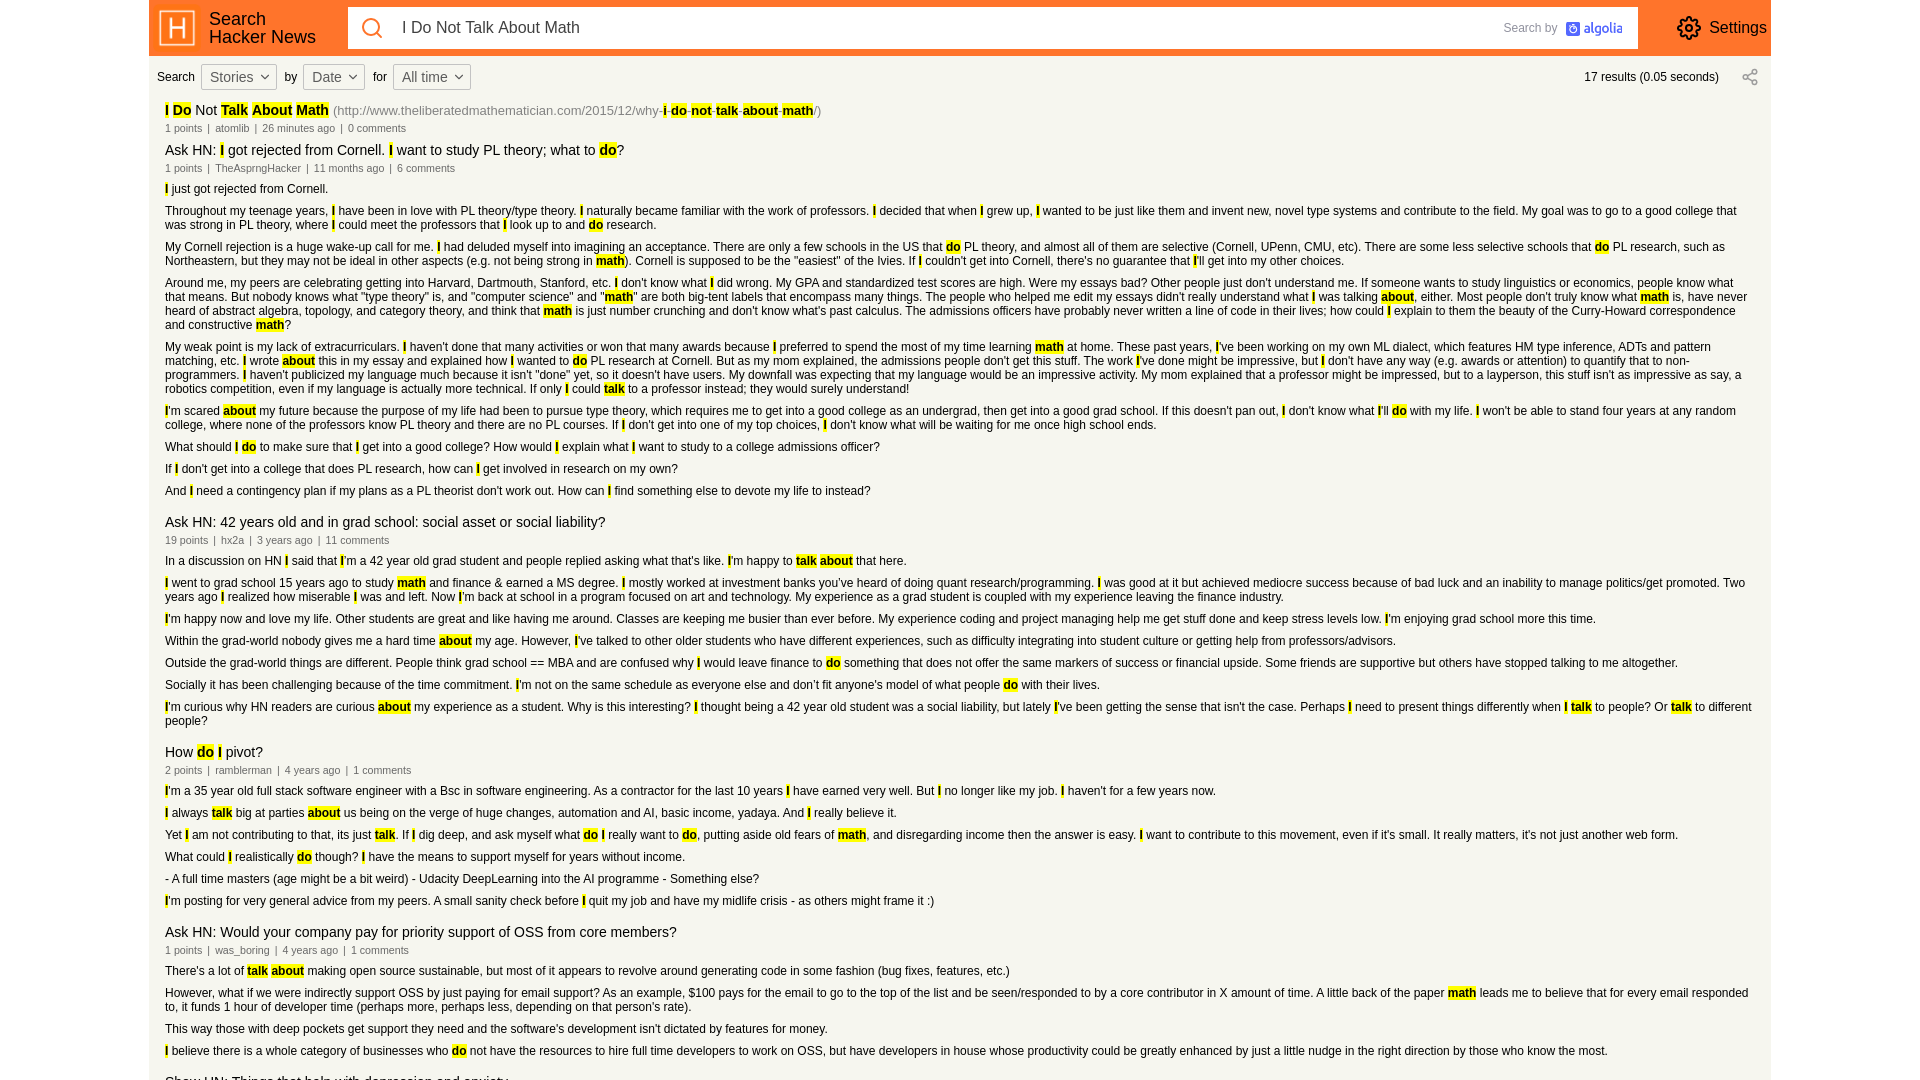 Search
Hacker News
I Do Not Talk About Math
Search by algolia
Settings
Search Stories by Date for All time
17 results (0.05 seconds)
I Do Not Talk About Math (http://www.theliberatedmathematician.com/2015/12/why-i-do-not-talk-about-math/)
1 points | atomlib | 26 minutes ago | 0 comments
Ask HN: I got rejected from Cornell. I want to study PL theory; what to do?
1 points | TheAsprngHacker | 11 months ago | 6 comments
I just got rejected from Cornell.
Throughout my teenage years, I have been in love with PL theory/type theory. I naturally became familiar with the work of professors. I decided that when I grew up, I wanted to be just like them and invent new, novel type systems and contribute to the field. My goal was to go to a good college that
was strong in PL theory, where I could meet the professors that I look up to and do research.
My Cornell rejection is a huge wake-up call for me. I had deluded myself into imagining an acceptance. There are only a few schools in the US that do PL theory, and almost all of them are selective (Cornell, UPenn, CMU, etc). There are some less selective schools that do PL research, such as
Northeastern, but they may not be ideal in other aspects (e.g. not being strong in math). Cornell is supposed to be the "easiest" of the Ivies. If I couldn't get into Cornell, there's no guarantee that I'll get into my other choices.
Around me, my peers are celebrating getting into Harvard, Dartmouth, Stanford, etc. I don't know what I did wrong. My GPA and standardized test scores are high. Were my essays bad? Other people just don't understand me. If someone wants to study linguistics or economics, people know what
that means. But nobody knows what "type theory" is, and "computer science" and "math" are both big-tent labels that encompass many things. The people who helped me edit my essays didn't really understand what I was talking about, either. Most people don't truly know what math is, have never
heard of abstract algebra, topology, and category theory, and think that math is just number crunching and don't know what's past calculus. The admissions officers have probably never written a line of code in their lives; how could I explain to them the beauty of the Curry-Howard correspondence
and constructive math?
My weak point is my lack of extracurriculars. I haven't done that many activities or won that many awards because I preferred to spend the most of my time learning math at home. These past years, I've been working on my own ML dialect, which features HM type inference, ADTs and pattern
matching, etc. I wrote about this in my essay and explained how I wanted to do PL research at Cornell. But as my mom explained, the admissions people don't get this stuff. The work I've done might be impressive, but I don't have any way (e.g. awards or attention) to quantify that to non-
programmers. I haven't publicized my language much because it isn't "done" yet, so it doesn't have users. My downfall was expecting that my language would be an impressive activity. My mom explained that a professor might be impressed, but to a layperson, this stuff isn't as impressive as say, a
robotics competition, even if my language is actually more technical. If only I could talk to a professor instead; they would surely understand!
I'm scared about my future because the purpose of my life had been to pursue type theory, which requires me to get into a good college as an undergrad, then get into a good grad school. If this doesn't pan out, I don't know what I'll do with my life. I won't be able to stand four years at any random
college, where none of the professors know PL theory and there are no PL courses. If I don't get into one of my top choices, I don't know what will be waiting for me once high school ends.
What should I do to make sure that I get into a good college? How would I explain what I want to study to a college admissions officer?
If I don't get into a college that does PL research, how can I get involved in research on my own?
And I need a contingency plan if my plans as a PL theorist don't work out. How can I find something else to devote my life to instead?
Ask HN: 42 years old and in grad school: social asset or social liability?
19 points | hx2a | 3 years ago | 11 comments
In a discussion on HN I said that I'm a 42 year old grad student and people replied asking what that's like. I'm happy to talk about that here.
I went to grad school 15 years ago to study math and finance & earned a MS degree. I mostly worked at investment banks you've heard of doing quant research/programming. I was good at it but achieved mediocre success because of bad luck and an inability to manage politics/get promoted. Two
years ago I realized how miserable I was and left. Now I'm back at school in a program focused on art and technology. My experience as a grad student is coupled with my experience leaving the finance industry.
I'm happy now and love my life. Other students are great and like having me around. Classes are keeping me busier than ever before. My experience coding and project managing help me get stuff done and keep stress levels low. I'm enjoying grad school more this time.
Within the grad-world nobody gives me a hard time about my age. However, I've talked to other older students who have different experiences, such as difficulty integrating into student culture or getting help from professors/advisors.
Outside the grad-world things are different. People think grad school == MBA and are confused why I would leave finance to do something that does not offer the same markers of success or financial upside. Some friends are supportive but others have stopped talking to me altogether.
Socially it has been challenging because of the time commitment. I'm not on the same schedule as everyone else and don't fit anyone's model of what people do with their lives.
I'm curious why HN readers are curious about my experience as a student. Why is this interesting? I thought being a 42 year old student was a social liability, but lately I've been getting the sense that isn't the case. Perhaps I need to present things differently when I talk to people? Or talk to different
people?
How do I pivot?
2 points | ramblerman | 4 years ago | 1 comments
I'm a 35 year old full stack software engineer with a Bsc in software engineering. As a contractor for the last 10 years I have earned very well. But I no longer like my job. I haven't for a few years now.
I always talk big at parties about us being on the verge of huge changes, automation and AI, basic income, yadaya. And I really believe it.
Yet I am not contributing to that, its just talk. If I dig deep, and ask myself what do I really want to do, putting aside old fears of math, and disregarding income then the answer is easy. I want to contribute to this movement, even if it's small. It really matters, it's not just another web form.
What could I realistically do though? I have the means to support myself for years without income.
- A full time masters (age might be a bit weird) - Udacity DeepLearning into the AI programme - Something else?
I'm posting for very general advice from my peers. A small sanity check before I quit my job and have my midlife crisis - as others might frame it :)
Ask HN: Would your company pay for priority support of OSS from core members?
1 points | was_boring | 4 years ago | 1 comments
There's a lot of talk about making open source sustainable, but most of it appears to revolve around generating code in some fashion (bug fixes, features, etc.)
However, what if we were indirectly support OSS by just paying for email support? As an example, $100 pays for the email to go to the top of the list and be seen/responded to by a core contributor in X amount of time. A little back of the paper math leads me to believe that for every email responded
to, it funds 1 hour of developer time (perhaps more, perhaps less, depending on that person's rate).
This way those with deep pockets get support they need and the software's development isn't dictated by features for money.
I believe there is a whole category of businesses who do not have the resources to hire full time developers to work on OSS, but have developers in house whose productivity could be greatly enhanced by just a little nudge in the right direction by those who know the most.
Show HN: Things that help with depression and anxiety